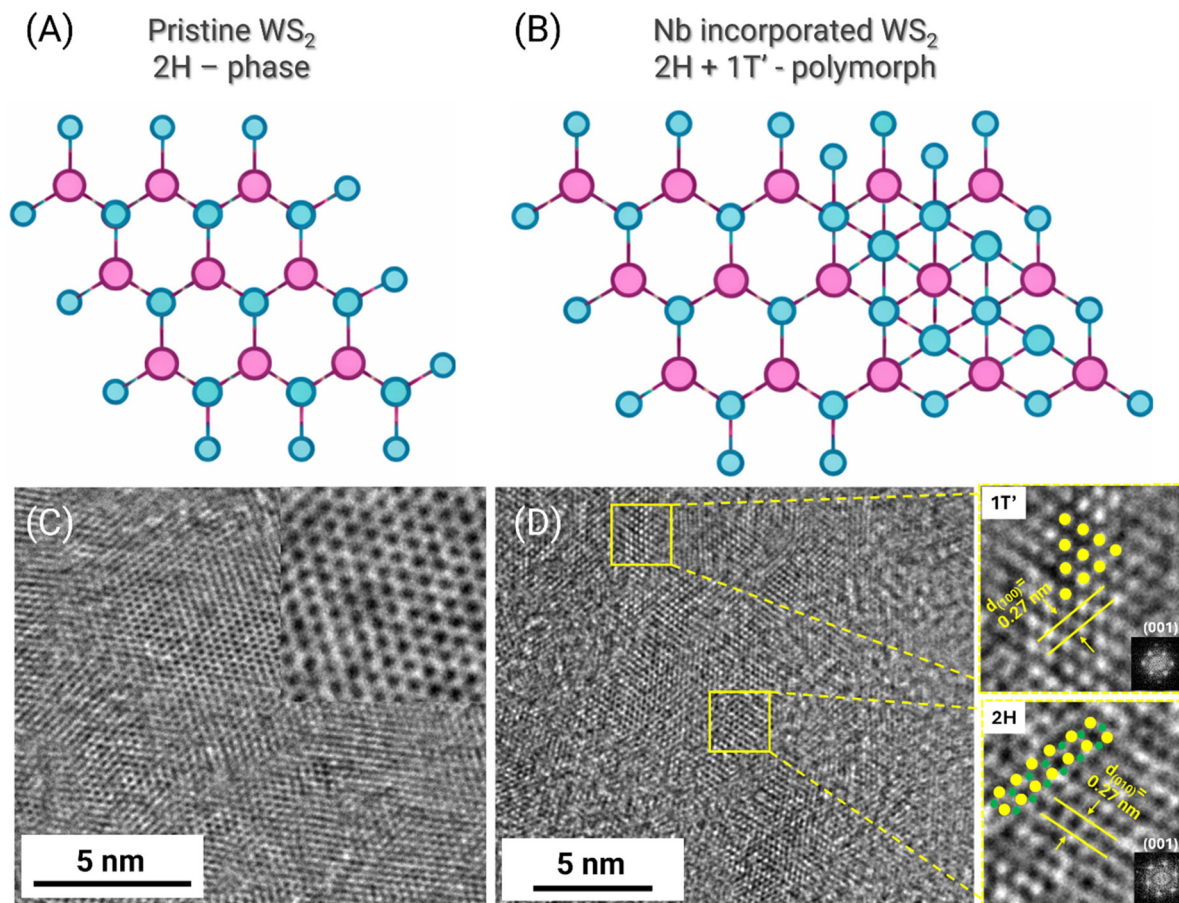 (A)
Pristine WS₂
2H – phase
(B)
Nb incorporated WS₂
2H + 1T’ - polymorph
(C)
5 nm
(D)
5 nm
1T’
d(100)=
0.27 nm
(001)
2H
d(010)=
0.27 nm
(001)